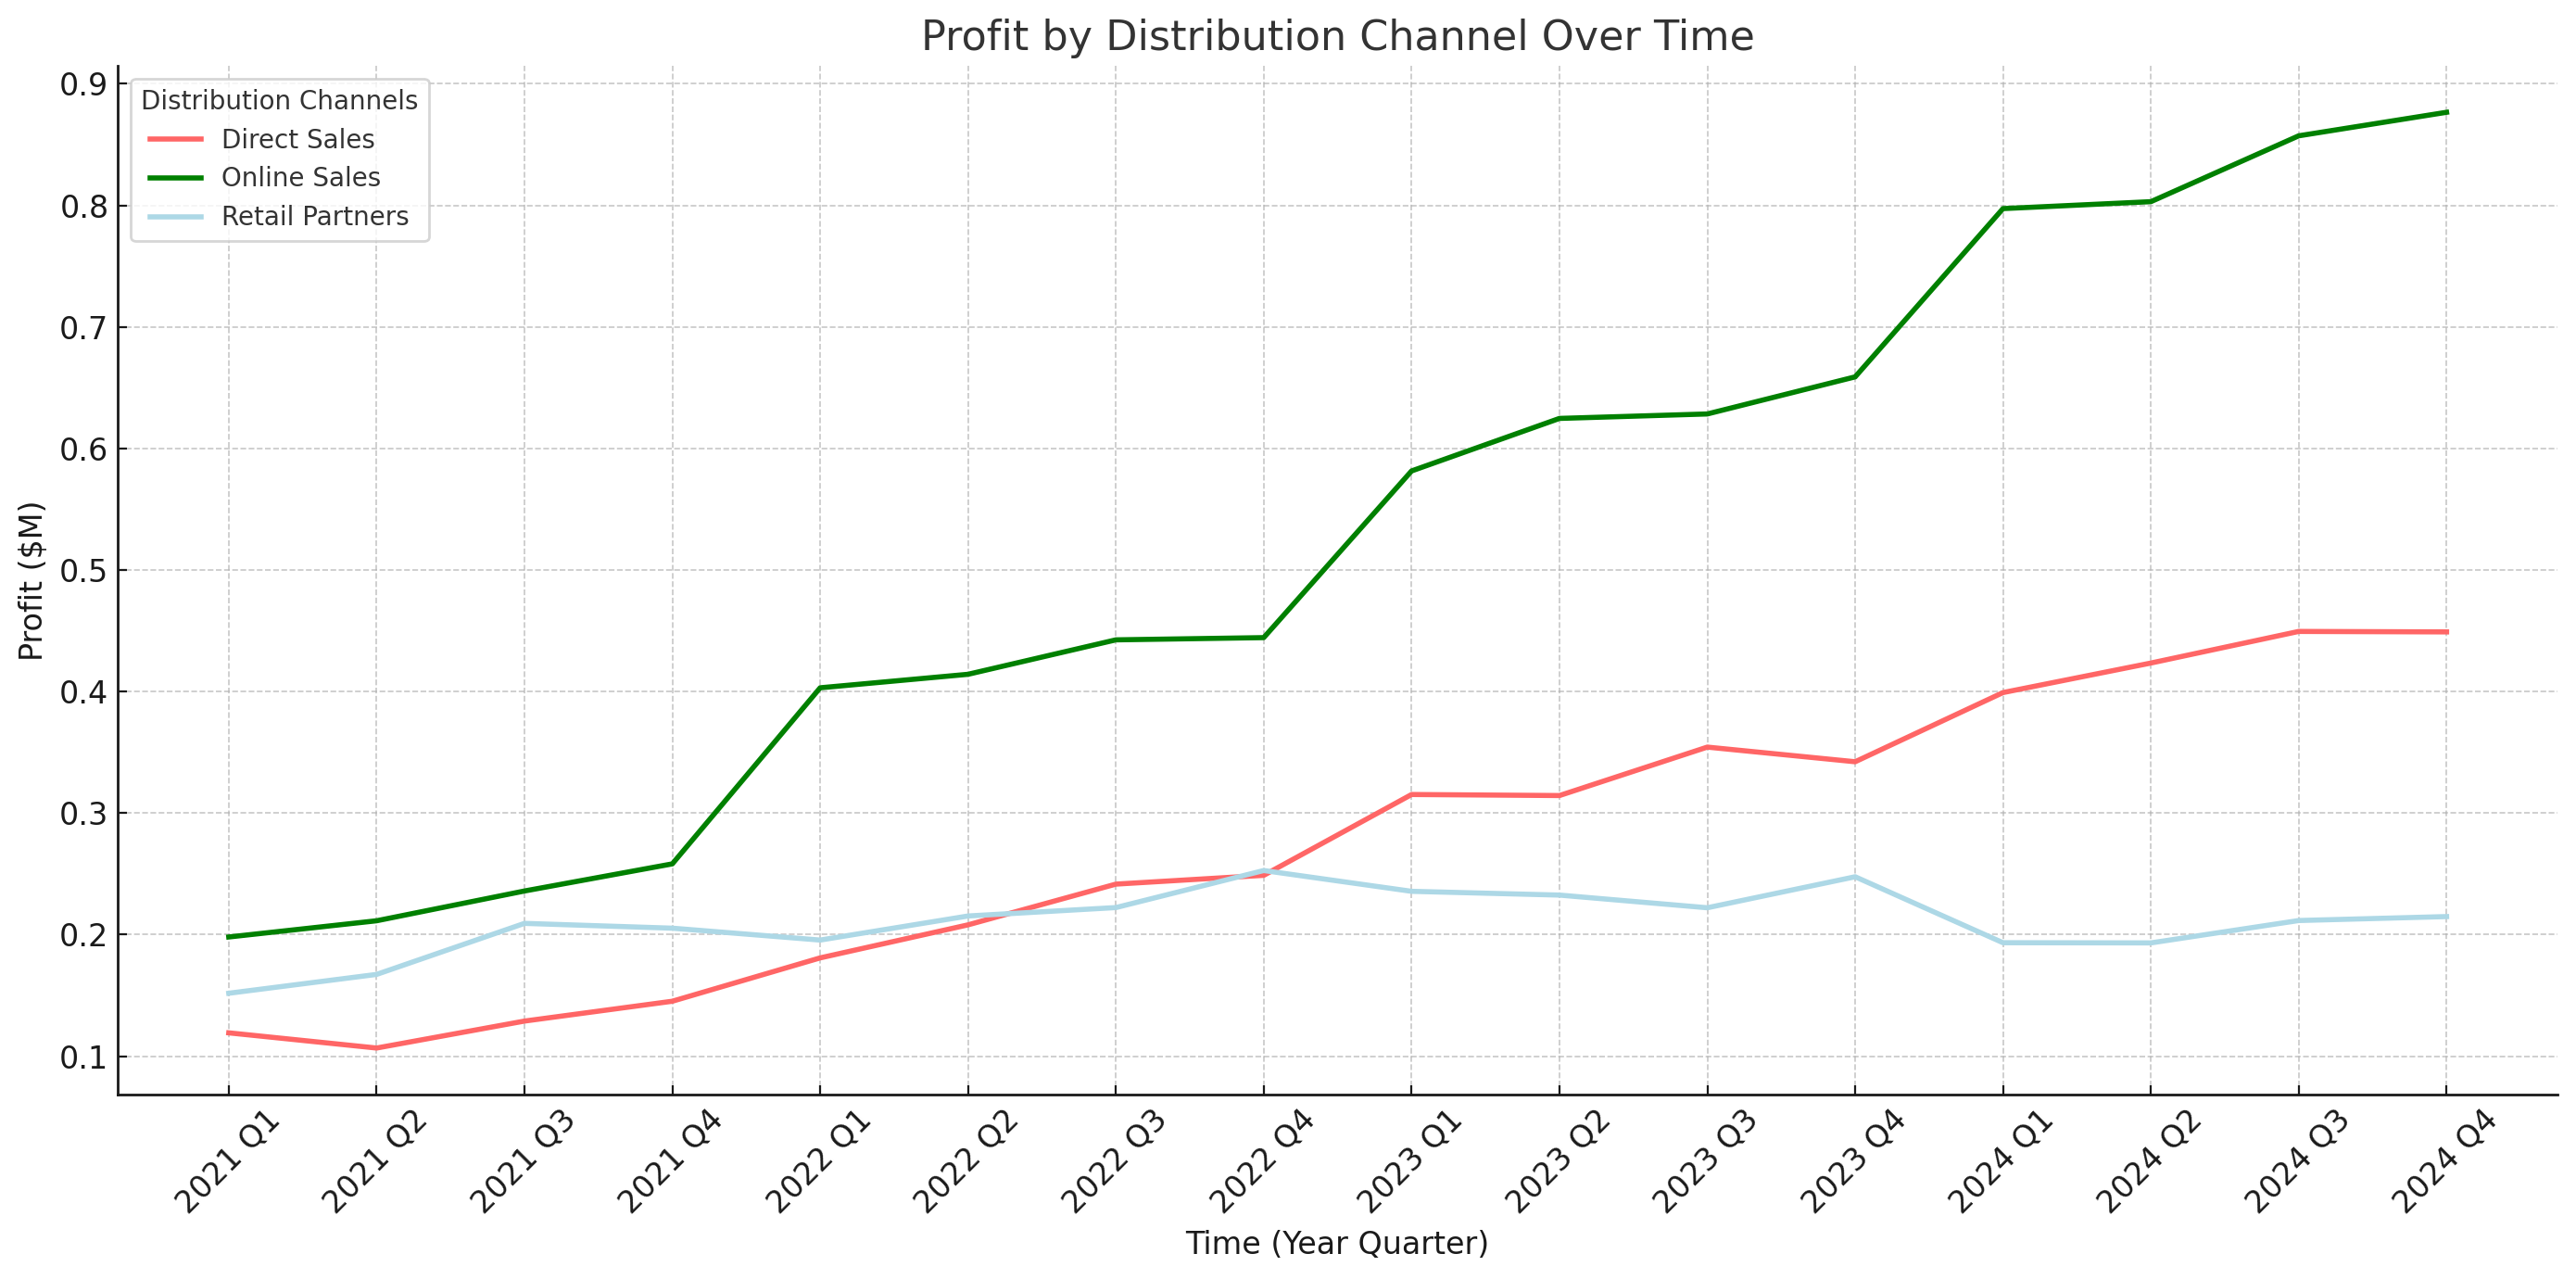 Profit by Distribution Channel Over Time
Distribution Channels
Direct Sales
Online Sales
Retail Partners
Profit ($M)
0.9
0.8
0.7
0.6
0.5
0.4
0.3
0.2
0.1
2021 Q1
2021 Q2
2021 Q3
2021 Q4
2022 Q1
2022 Q2
2022 Q3
2022 Q4
2023 Q1
2023 Q2
2023 Q3
2023 Q4
2024 Q1
2024 Q2
2024 Q3
2024 Q4
Time (Year Quarter)